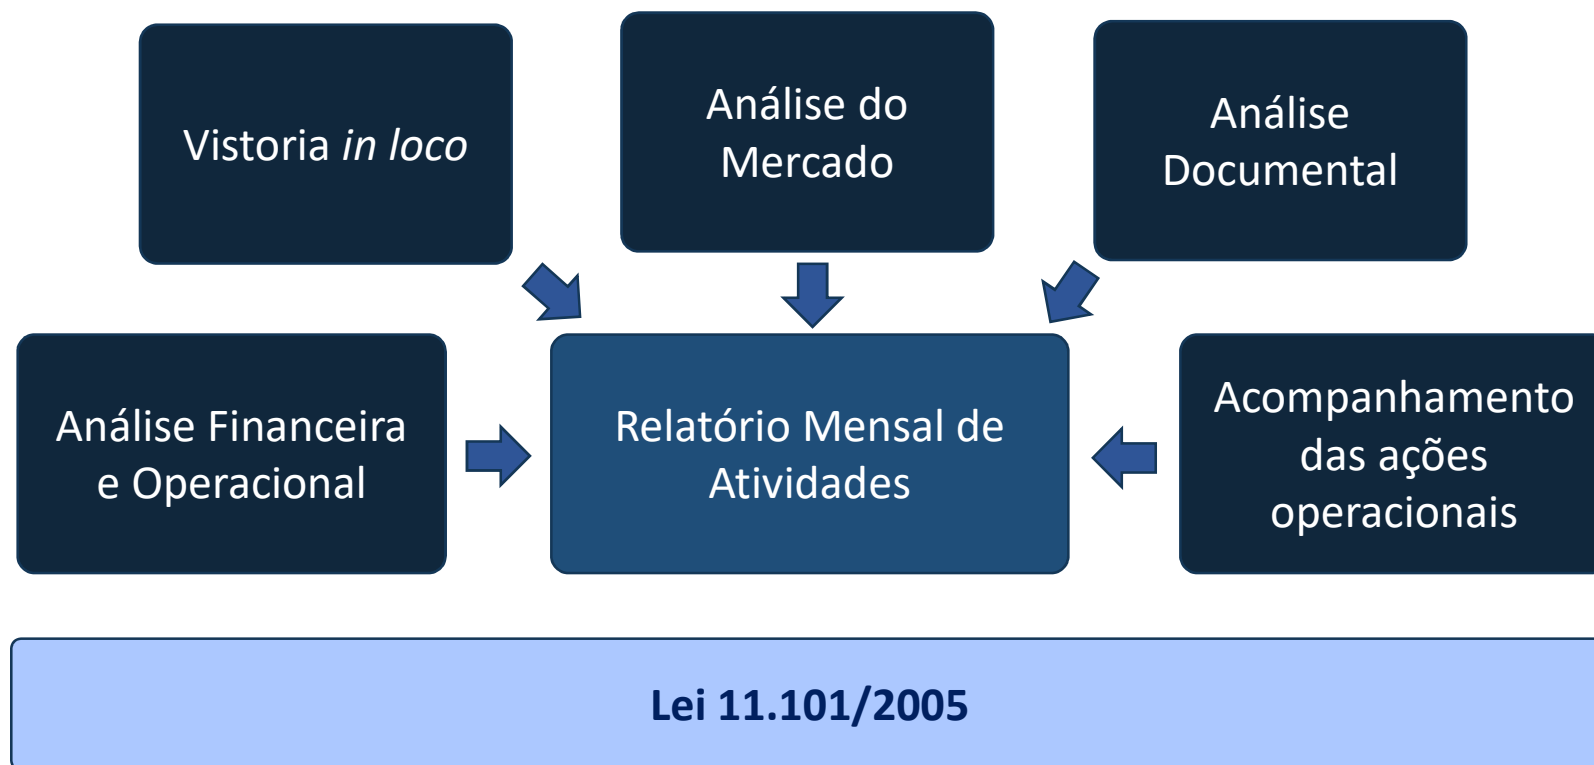 Vistoria in loco
Análise do
Mercado
Análise
Documental
Análise Financeira
e Operacional
Relatório Mensal de
Atividades
Acompanhamento
das ações
operacionais
Lei 11.101/2005